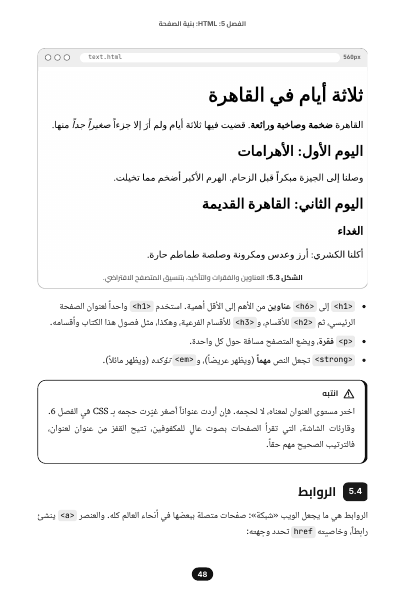 الفصل 5: HTML: بنية الصفحة
text.html
560px
ثلاثة أيام في القاهرة
القاهرة ضخمة وصاخبة ورائعة. قضيت فيها ثلاثة أيام ولم أرَ إلا جزءاً صغيراً جداً منها.
اليوم الأول: الأهرامات
وصلنا إلى الجيزة مبكراً قبل الزحام. الهرم الأكبر أضخم مما تخيلت.
اليوم الثاني: القاهرة القديمة
الغداء
أكلنا الكشري: أرز وعدس ومكرونة وصلصة طماطم حارة.
الشكل 5.3: العناوين والفقرات والتأكيد، بتنسيق المتصفح الافتراضي.
• <h1> إلى <h6> عناوين من الأهم إلى الأقل أهمية. استخدم <h1> واحداً لعنوان الصفحة
الرئيسي، ثم <h2> للأقسام، و<h3> للأقسام الفرعية، وهكذا، مثل فصول هذا الكتاب وأقسامه.
• <p> فقرة، ويضع المتصفح مسافة حول كل واحدة.
• <strong> تجعل النص مهماً (ويظهر عريضاً)، و<em> تؤكده (ويظهر مائلاً).
انتبه
اختر مستوى العنوان لمعناه، لا لحجمه. فإن أردت عنواناً أصغر غيّرت حجمه بـ CSS في الفصل 6.
وقارئات الشاشة، التي تقرأ الصفحات بصوت عالٍ للمكفوفين، تتيح القفز من عنوان لعنوان،
فالترتيب الصحيح مهم حقاً.
5.4 الروابط
الروابط هي ما يجعل الويب «شبكة»: صفحات متصلة ببعضها في أنحاء العالم كله. والعنصر <a> ينشئ
رابطاً، وخاصيته href تحدد وجهته:
48